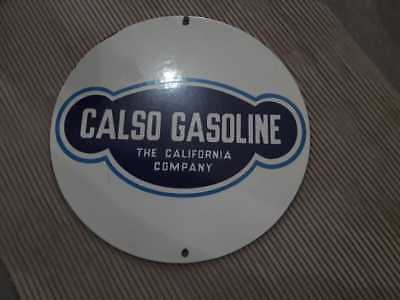 CALSO GASOLINE
THE CALIFORNIA
COMPANY